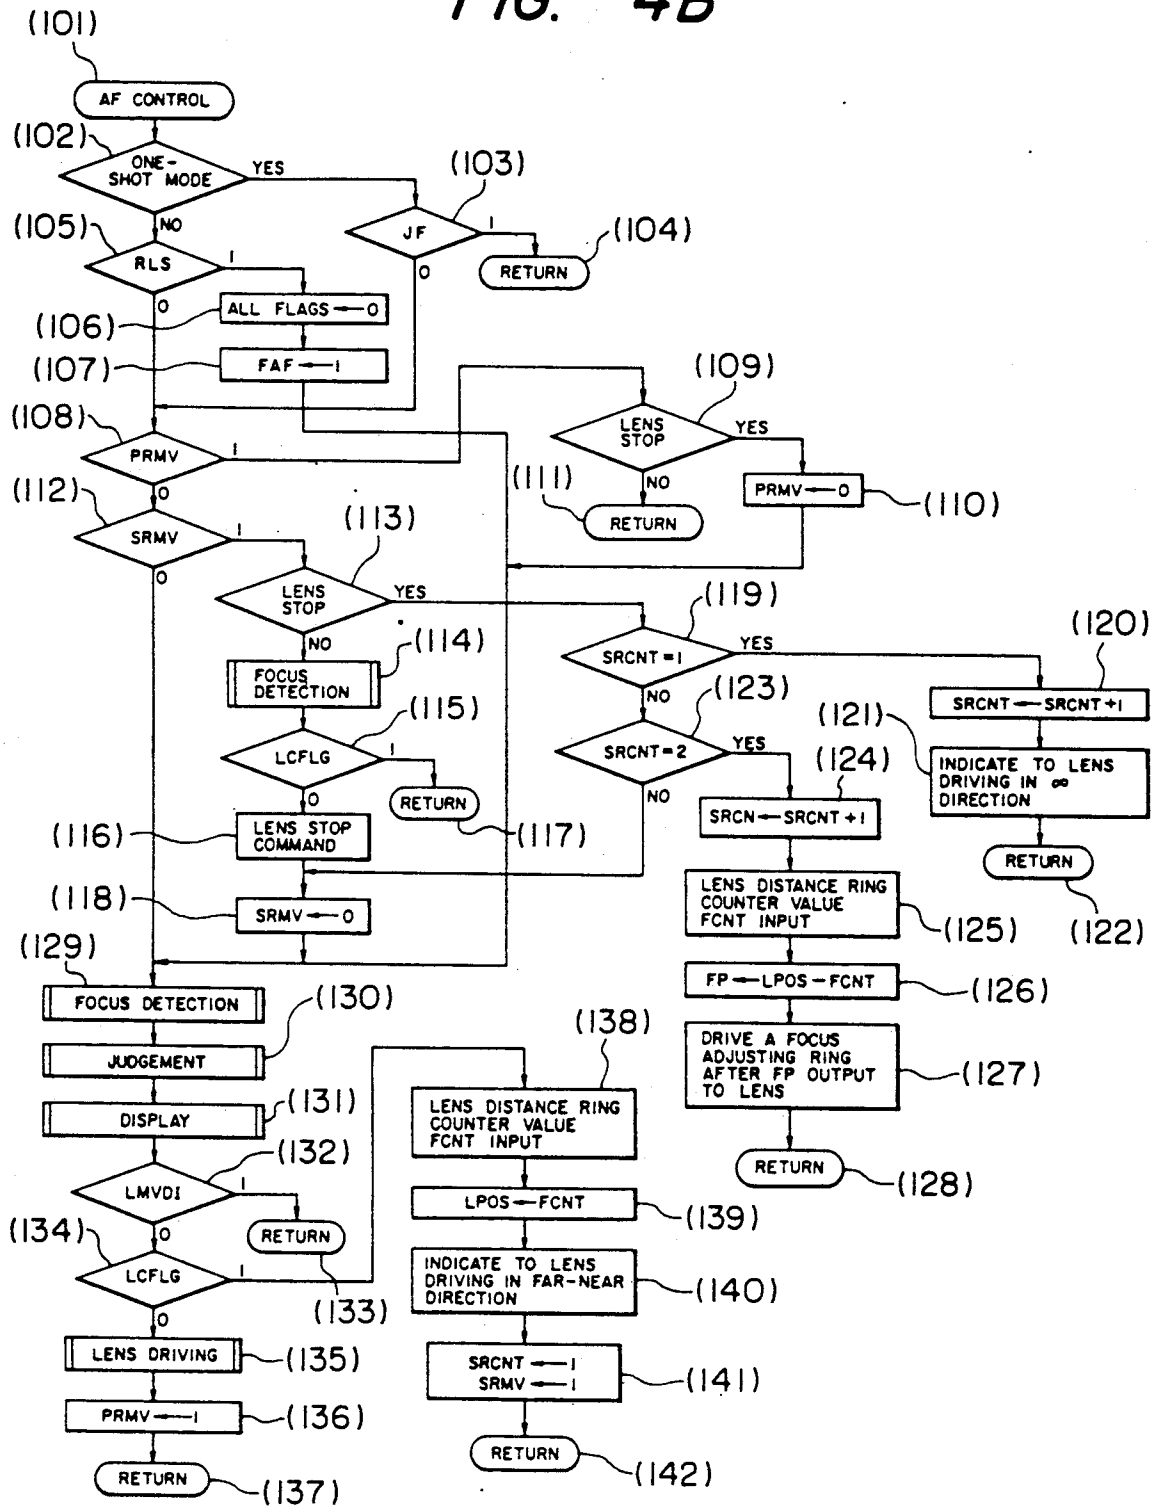 FIG. 4B
(101)
AF CONTROL
(102)
ONE-
SHOT MODE
YES
NO
(103)
JF
1
0
(104)
RETURN
(105)
RLS
1
0
ALL FLAGS ← 0
(106)
FAF ← 1
(107)
(108)
PRMV
1
0
(109)
LENS
STOP
YES
NO
(111)
RETURN
PRMV ← 0
(110)
(112)
SRMV
1
0
(113)
LENS
STOP
YES
NO
(114)
FOCUS
DETECTION
(115)
LCFLG
1
0
RETURN
(117)
(116)
LENS STOP
COMMAND
(118)
SRMV ← 0
(119)
SRCNT = 1
YES
NO
(120)
SRCNT ← SRCNT +1
(121)
INDICATE TO LENS
DRIVING IN ∞
DIRECTION
RETURN
(122)
(123)
SRCNT = 2
YES
NO
(124)
SRCN ← SRCNT +1
LENS DISTANCE RING
COUNTER VALUE
FCNT INPUT
(125)
FP ← LPOS – FCNT
(126)
DRIVE A FOCUS
ADJUSTING RING
AFTER FP OUTPUT
TO LENS
(127)
RETURN
(128)
(129)
FOCUS DETECTION
(130)
JUDGEMENT
(131)
DISPLAY
(132)
LMVDI
1
0
RETURN
(133)
(134)
LCFLG
1
0
LENS DRIVING
(135)
PRMV ← 1
(136)
RETURN
(137)
(138)
LENS DISTANCE RING
COUNTER VALUE
FCNT INPUT
LPOS ← FCNT
(139)
INDICATE TO LENS
DRIVING IN FAR-NEAR
DIRECTION
(140)
SRCNT ← 1
SRMV ← 1
(141)
RETURN
(142)